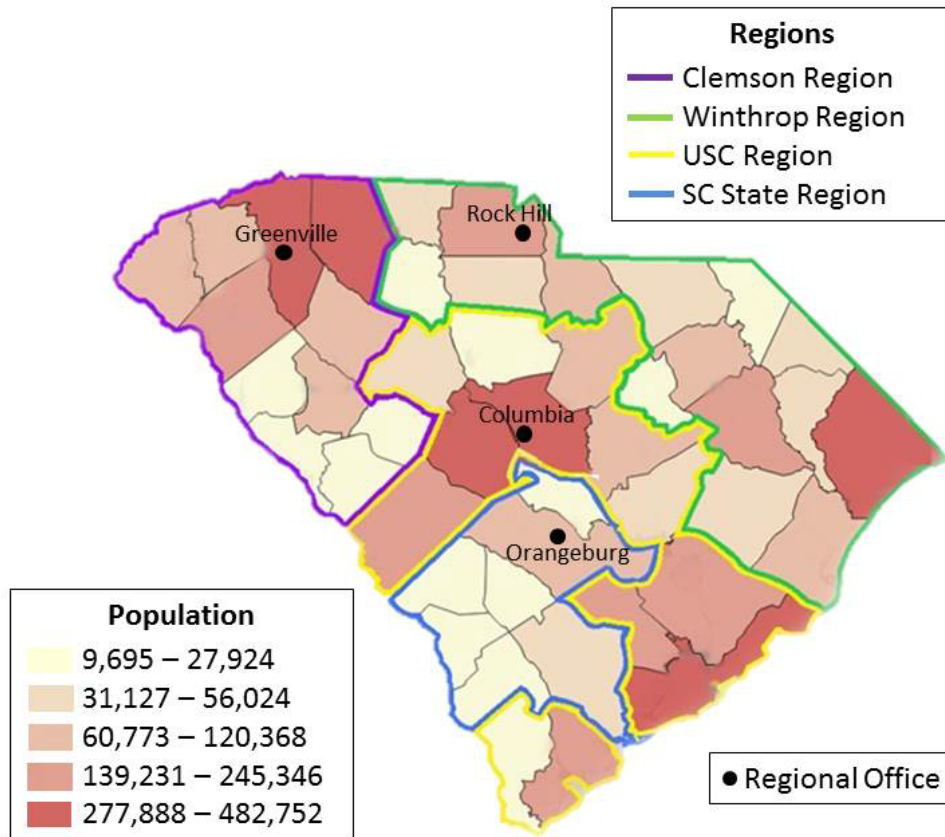 Regions
Clemson Region
Winthrop Region
USC Region
SC State Region
Rock Hill
Greenville
Columbia
Orangeburg
Population
9,695 – 27,924
31,127 – 56,024
60,773 – 120,368
139,231 – 245,346
277,888 – 482,752
Regional Office